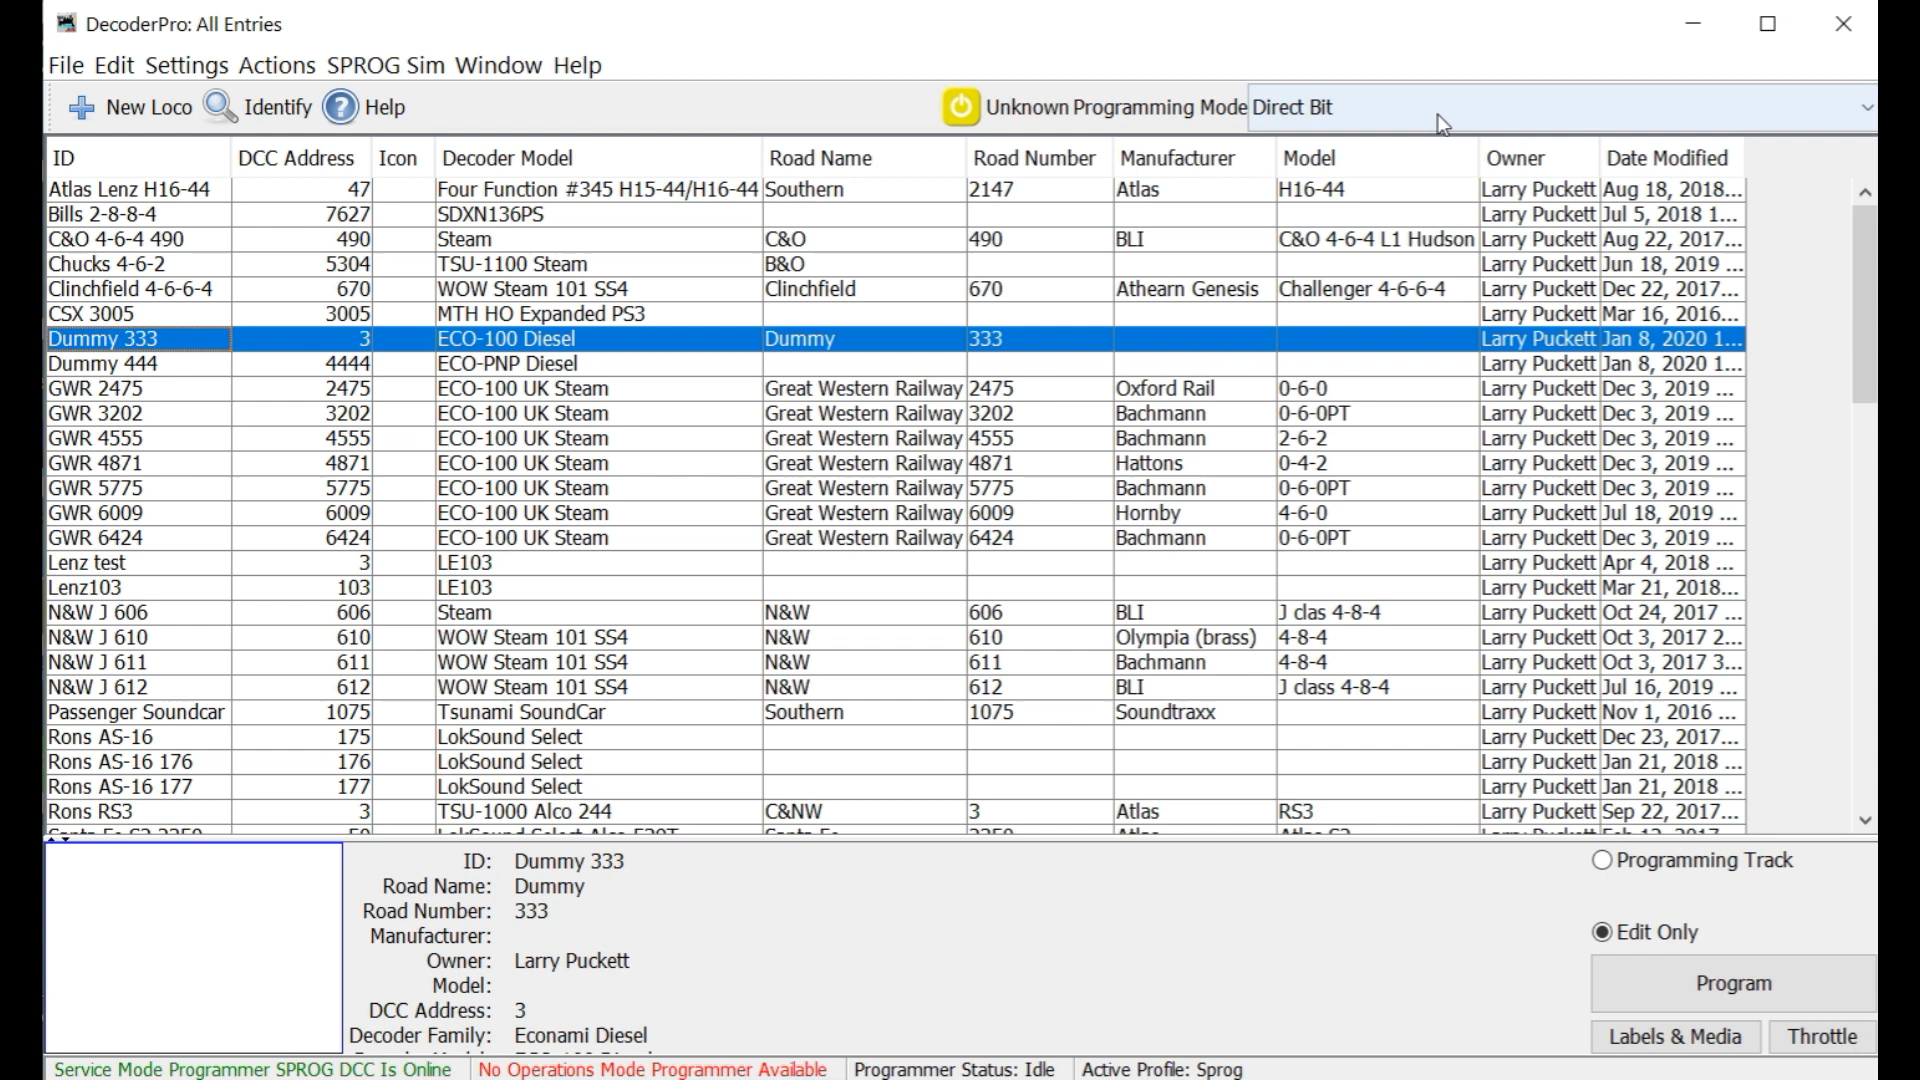 DecoderPro: All Entries
File Edit Settings Actions SPROG Sim Window Help
New Loco Identify Help Unknown Programming Mode Direct Bit
ID DCC Address Icon Decoder Model Road Name Road Number Manufacturer Model Owner Date Modified
Atlas Lenz H16-44 47 Four Function #345 H15-44/H16-44 Southern 2147 Atlas H16-44 Larry Puckett Aug 18, 2018...
Bills 2-8-8-4 7627 SDXN136PS Larry Puckett Jul 5, 2018 1...
C&O 4-6-4 490 490 Steam C&O 490 BLI C&O 4-6-4 L1 Hudson Larry Puckett Aug 22, 2017...
Chucks 4-6-2 5304 TSU-1100 Steam B&O Larry Puckett Jun 18, 2019 ...
Clinchfield 4-6-6-4 670 WOW Steam 101 SS4 Clinchfield 670 Athearn Genesis Challenger 4-6-6-4 Larry Puckett Dec 22, 2017...
CSX 3005 3005 MTH HO Expanded PS3 Larry Puckett Mar 16, 2016...
Dummy 333 3 ECO-100 Diesel Dummy 333 Larry Puckett Jan 8, 2020 1...
Dummy 444 4444 ECO-PNP Diesel Larry Puckett Jan 8, 2020 1...
GWR 2475 2475 ECO-100 UK Steam Great Western Railway 2475 Oxford Rail 0-6-0 Larry Puckett Dec 3, 2019 ...
GWR 3202 3202 ECO-100 UK Steam Great Western Railway 3202 Bachmann 0-6-0PT Larry Puckett Dec 3, 2019 ...
GWR 4555 4555 ECO-100 UK Steam Great Western Railway 4555 Bachmann 2-6-2 Larry Puckett Dec 3, 2019 ...
GWR 4871 4871 ECO-100 UK Steam Great Western Railway 4871 Hattons 0-4-2 Larry Puckett Dec 3, 2019 ...
GWR 5775 5775 ECO-100 UK Steam Great Western Railway 5775 Bachmann 0-6-0PT Larry Puckett Dec 3, 2019 ...
GWR 6009 6009 ECO-100 UK Steam Great Western Railway 6009 Hornby 4-6-0 Larry Puckett Jul 18, 2019 ...
GWR 6424 6424 ECO-100 UK Steam Great Western Railway 6424 Bachmann 0-6-0PT Larry Puckett Dec 3, 2019 ...
Lenz test 3 LE103 Larry Puckett Apr 4, 2018 ...
Lenz103 103 LE103 Larry Puckett Mar 21, 2018...
N&W J 606 606 Steam N&W 606 BLI J clas 4-8-4 Larry Puckett Oct 24, 2017 ...
N&W J 610 610 WOW Steam 101 SS4 N&W 610 Olympia (brass) 4-8-4 Larry Puckett Oct 3, 2017 2...
N&W J 611 611 WOW Steam 101 SS4 N&W 611 Bachmann 4-8-4 Larry Puckett Oct 3, 2017 3...
N&W J 612 612 WOW Steam 101 SS4 N&W 612 BLI J class 4-8-4 Larry Puckett Jul 16, 2019 ...
Passenger Soundcar 1075 Tsunami SoundCar Southern 1075 Soundtraxx Larry Puckett Nov 1, 2016 ...
Rons AS-16 175 LokSound Select Larry Puckett Dec 23, 2017...
Rons AS-16 176 176 LokSound Select Larry Puckett Jan 21, 2018 ...
Rons AS-16 177 177 LokSound Select Larry Puckett Jan 21, 2018 ...
Rons RS3 3 TSU-1000 Alco 244 C&NW 3 Atlas RS3 Larry Puckett Sep 22, 2017...
ID: Dummy 333
Road Name: Dummy
Road Number: 333
Manufacturer:
Owner: Larry Puckett
Model:
DCC Address: 3
Decoder Family: Econami Diesel
Programming Track
Edit Only
Program
Labels & Media Throttle
Service Mode Programmer SPROG DCC Is Online No Operations Mode Programmer Available Programmer Status: Idle Active Profile: Sprog